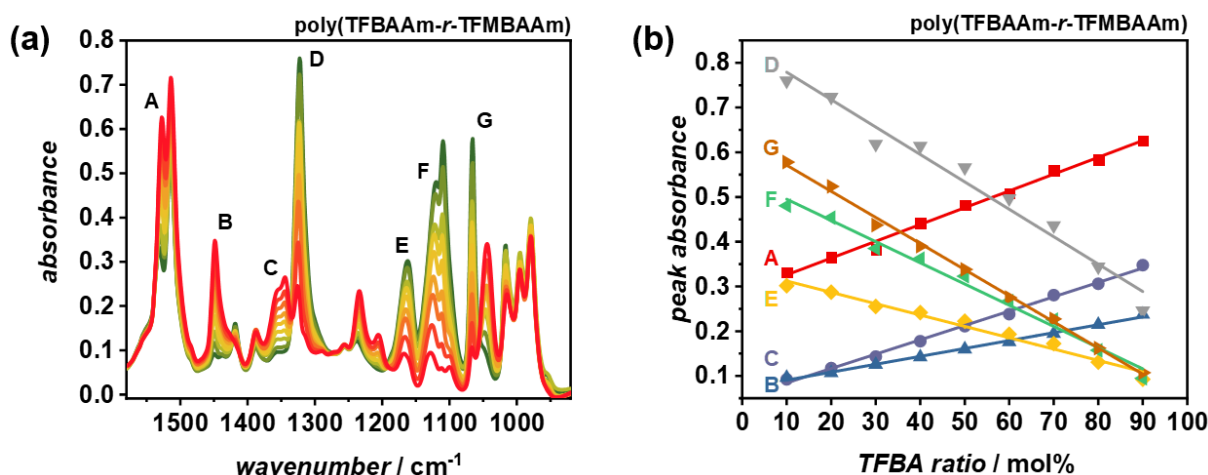 (a)
poly(TFBAAm-r-TFMBAAm)
0.8
0.7
0.6
0.5
0.4
0.3
0.2
0.1
0.0
absorbance
A
B
C
D
E
F
G
1500 1400 1300 1200 1100 1000
wavenumber / cm-1
(b)
poly(TFBAAm-r-TFMBAAm)
0.8
0.7
0.6
0.5
0.4
0.3
0.2
0.1
peak absorbance
D
G
F
A
E
C
B
0 10 20 30 40 50 60 70 80 90 100
TFBA ratio / mol%